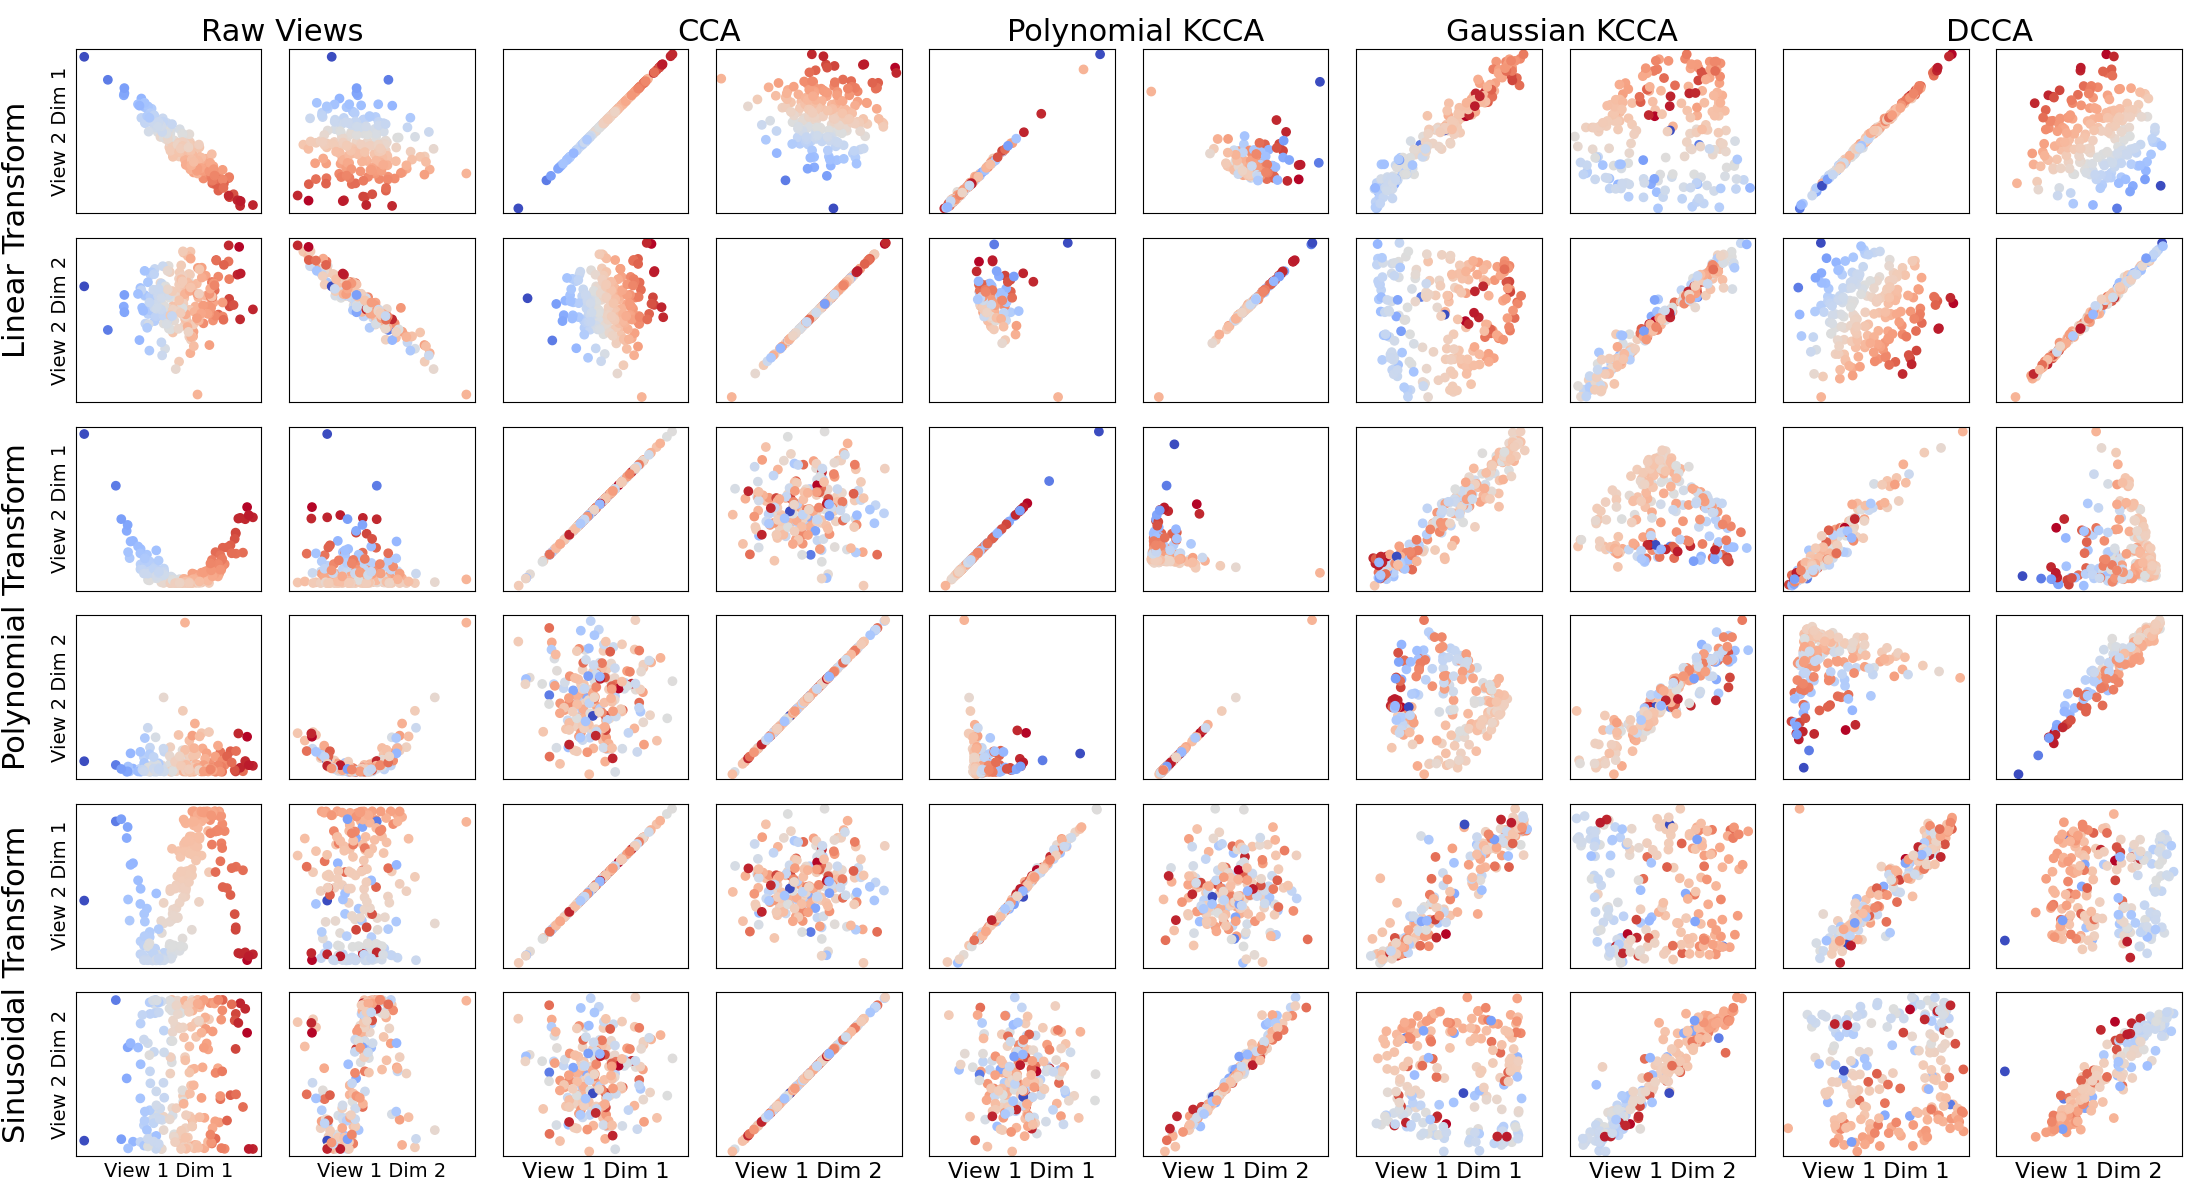 Raw Views
CCA
Polynomial KCCA
Gaussian KCCA
DCCA
Linear Transform
View 2 Dim 1
View 2 Dim 2
Polynomial Transform
View 2 Dim 1
View 2 Dim 2
Sinusoidal Transform
View 2 Dim 1
View 2 Dim 2
View 1 Dim 1
View 1 Dim 2
View 1 Dim 1
View 1 Dim 2
View 1 Dim 1
View 1 Dim 2
View 1 Dim 1
View 1 Dim 2
View 1 Dim 1
View 1 Dim 2